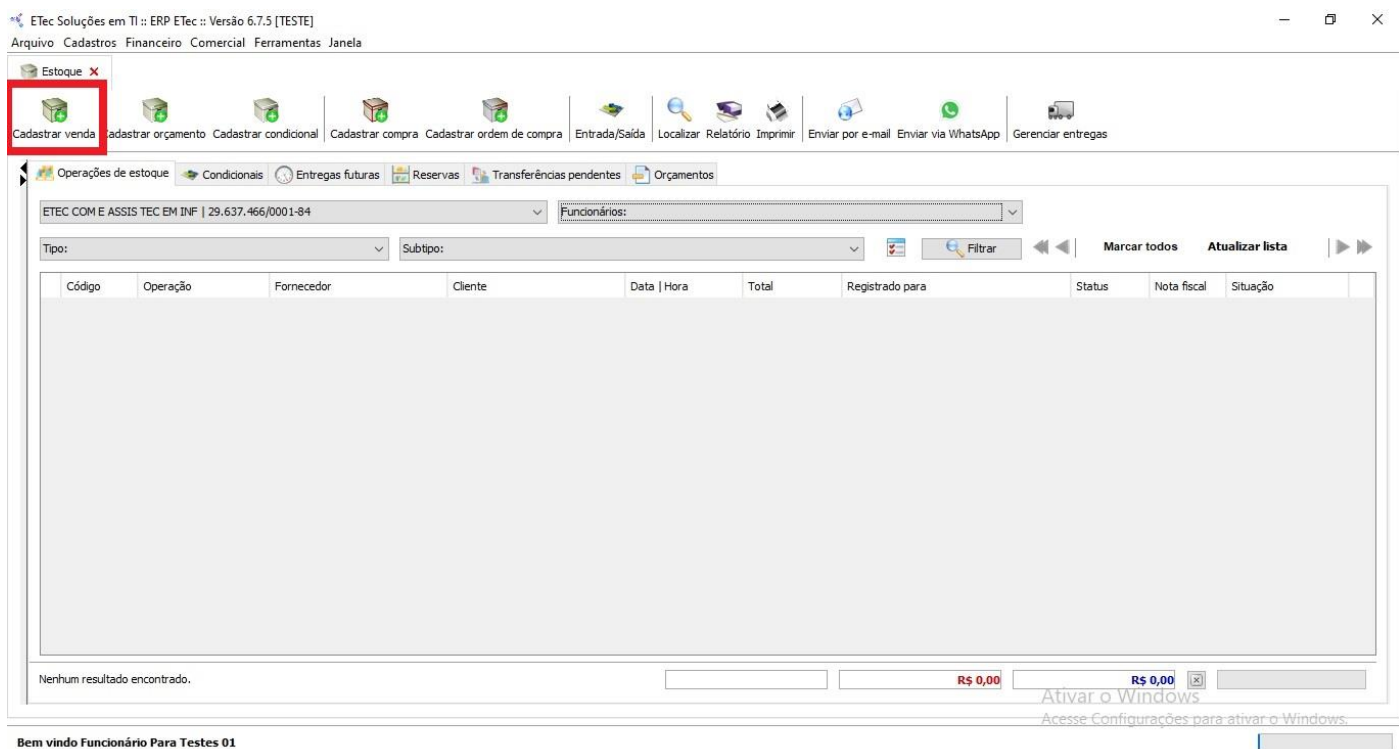 ETec Soluções em TI :: ERP ETec :: Versão 6.7.5 [TESTE]
Arquivo Cadastros Financeiro Comercial Ferramentas Janela
Estoque
Cadastrar venda Cadastrar orçamento Cadastrar condicional Cadastrar compra Cadastrar ordem de compra Entrada/Saída Localizar Relatório Imprimir Enviar por e-mail Enviar via WhatsApp Gerenciar entregas
Operações de estoque Condicionais Entregas futuras Reservas Transferências pendentes Orçamentos
ETEC COM E ASSIS TEC EM INF | 29.637.466/0001-84 Funcionários:
Tipo: Subtipo: Filtrar Marcar todos Atualizar lista
Código Operação Fornecedor Cliente Data | Hora Total Registrado para Status Nota fiscal Situação
Nenhum resultado encontrado. R$ 0,00 R$ 0,00
Ativar o Windows
Acesse Configurações para ativar o Windows.
Bem vindo Funcionário Para Testes 01